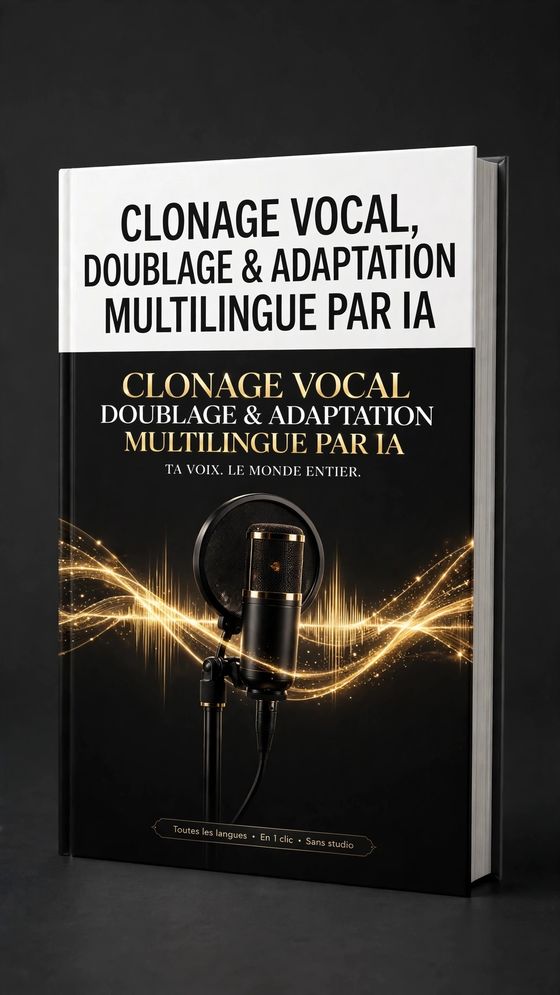 CLONAGE VOCAL,
DOUBLAGE & ADAPTATION
MULTILINGUE PAR IA
CLONAGE VOCAL
DOUBLAGE & ADAPTATION
MULTILINGUE PAR IA
TA VOIX. LE MONDE ENTIER.
Toutes les langues • En 1 clic • Sans studio